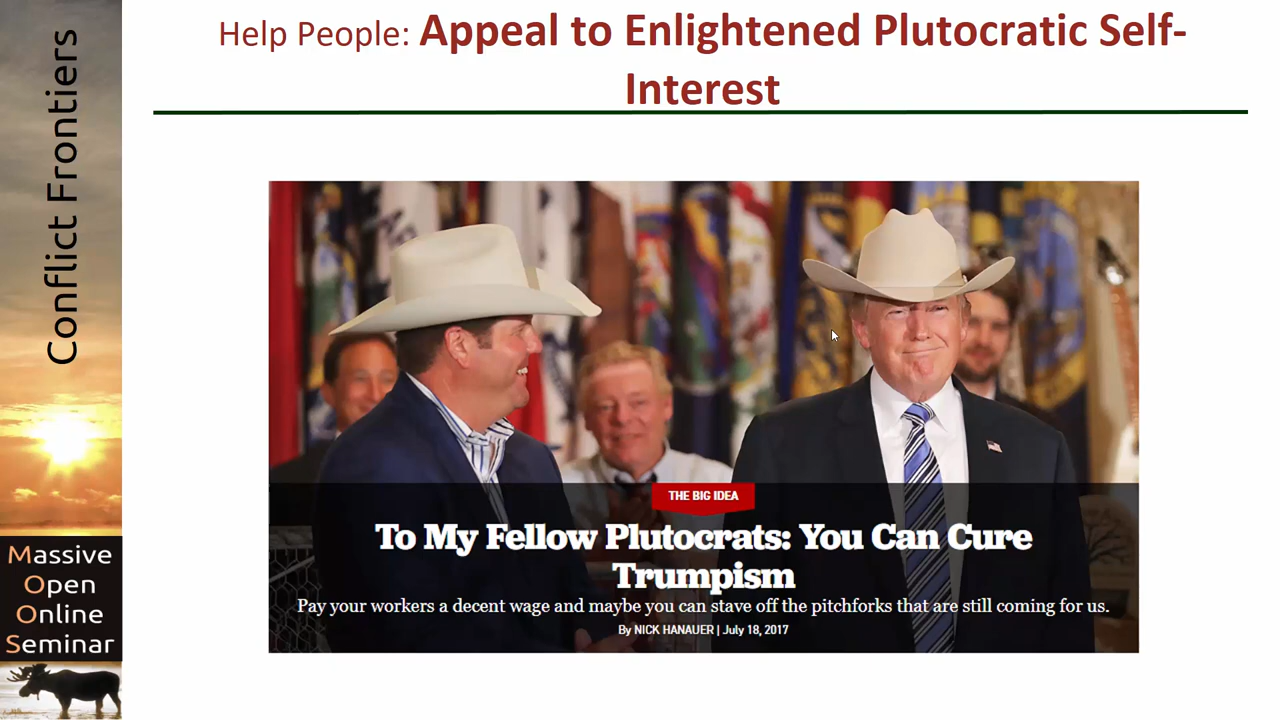 Help People: Appeal to Enlightened Plutocratic Self-
Interest
Conflict Frontiers
THE BIG IDEA
To My Fellow Plutocrats: You Can Cure
Trumpism
Pay your workers a decent wage and maybe you can stave off the pitchforks that are still coming for us.
By NICK HANAUER | July 18, 2017
Massive
Open
Online
Seminar